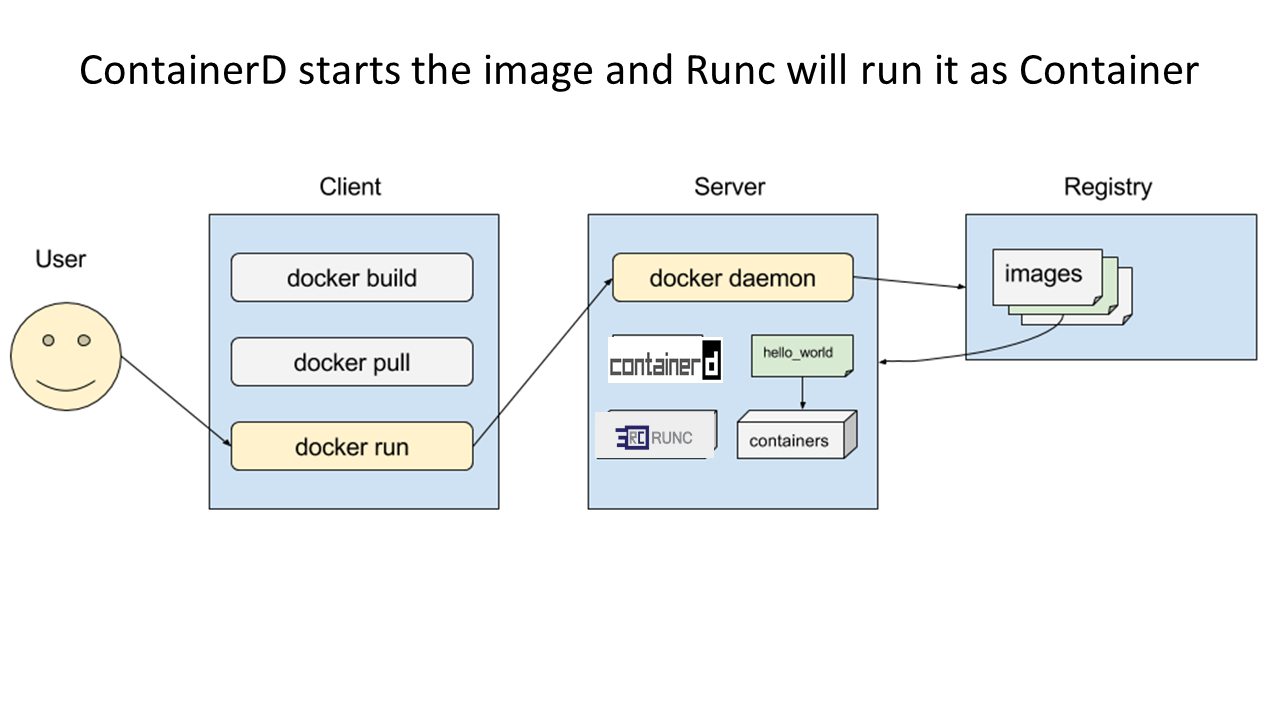 ContainerD starts the image and Runc will run it as Container
Client
Server
Registry
User
docker build
docker pull
docker run
docker daemon
containerd
hello_world
RC RUNC
containers
images